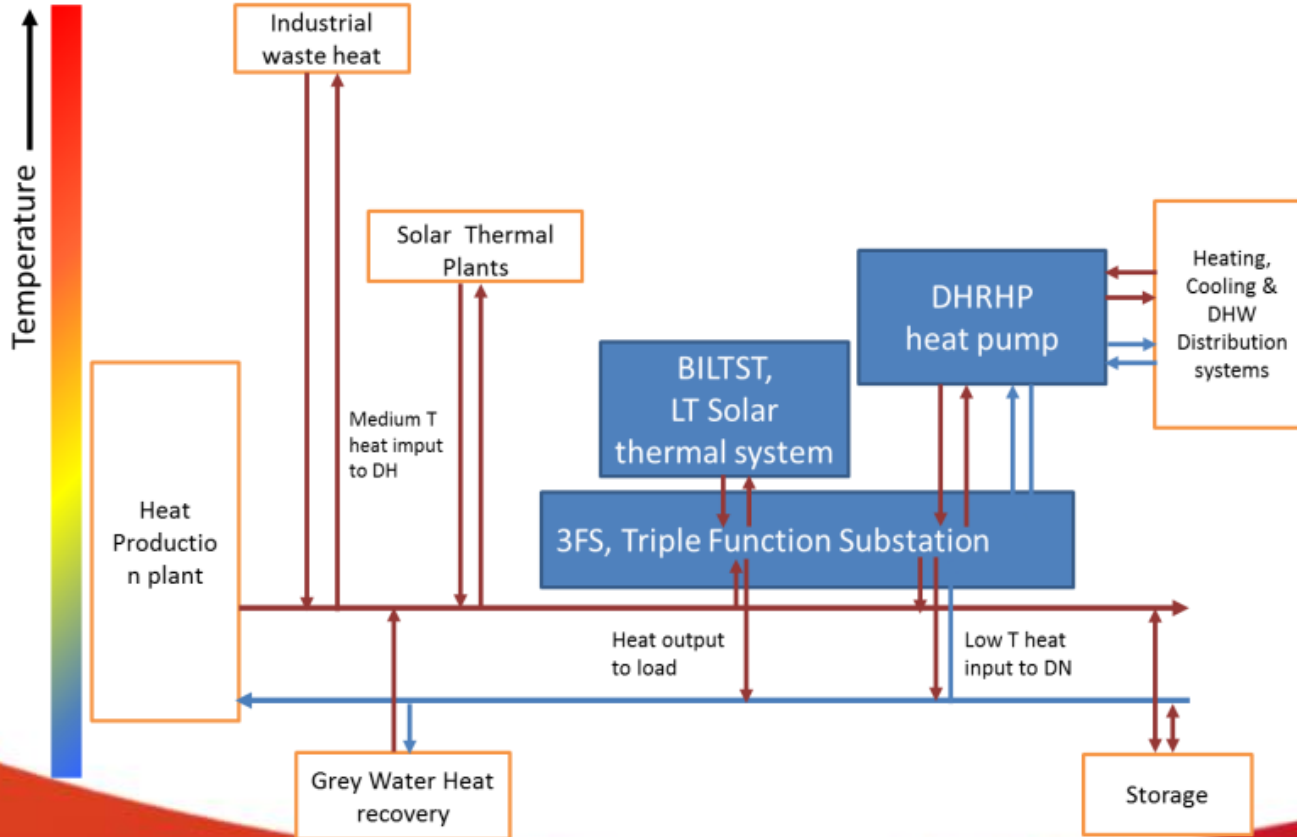 Temperature
Industrial
waste heat
Solar Thermal
Plants
DHRHP
heat pump
Heating,
Cooling &
DHW
Distribution
systems
BILTST,
LT Solar
thermal system
Medium T
heat imput
to DH
Heat
Productio
n plant
3FS, Triple Function Substation
Heat output
to load
Low T heat
input to DN
Grey Water Heat
recovery
Storage